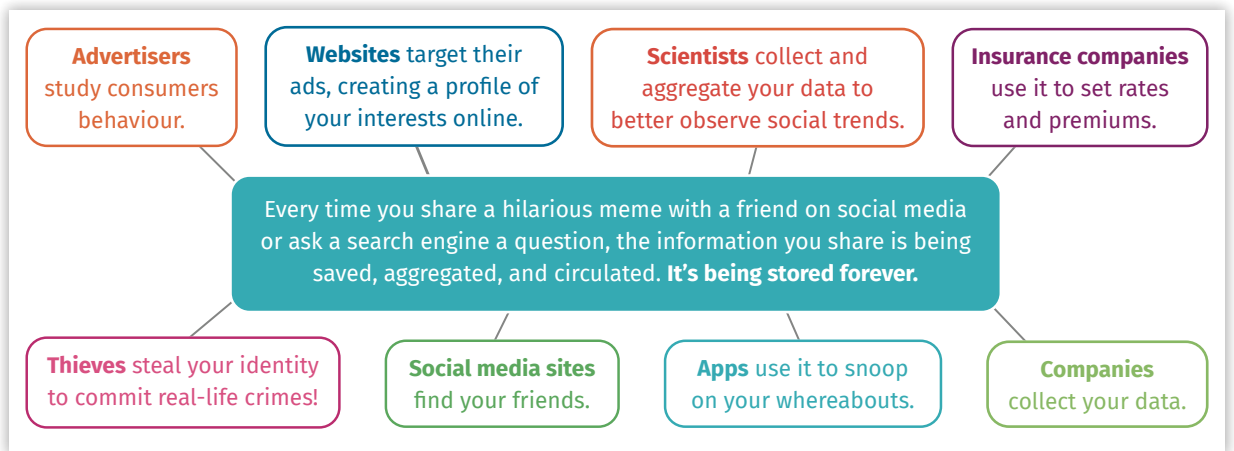 Advertisers
study consumers
behaviour.
Websites target their
ads, creating a profile of
your interests online.
Scientists collect and
aggregate your data to
better observe social trends.
Insurance companies
use it to set rates
and premiums.
Every time you share a hilarious meme with a friend on social media
or ask a search engine a question, the information you share is being
saved, aggregated, and circulated. It’s being stored forever.
Thieves steal your identity
to commit real-life crimes!
Social media sites
find your friends.
Apps use it to snoop
on your whereabouts.
Companies
collect your data.